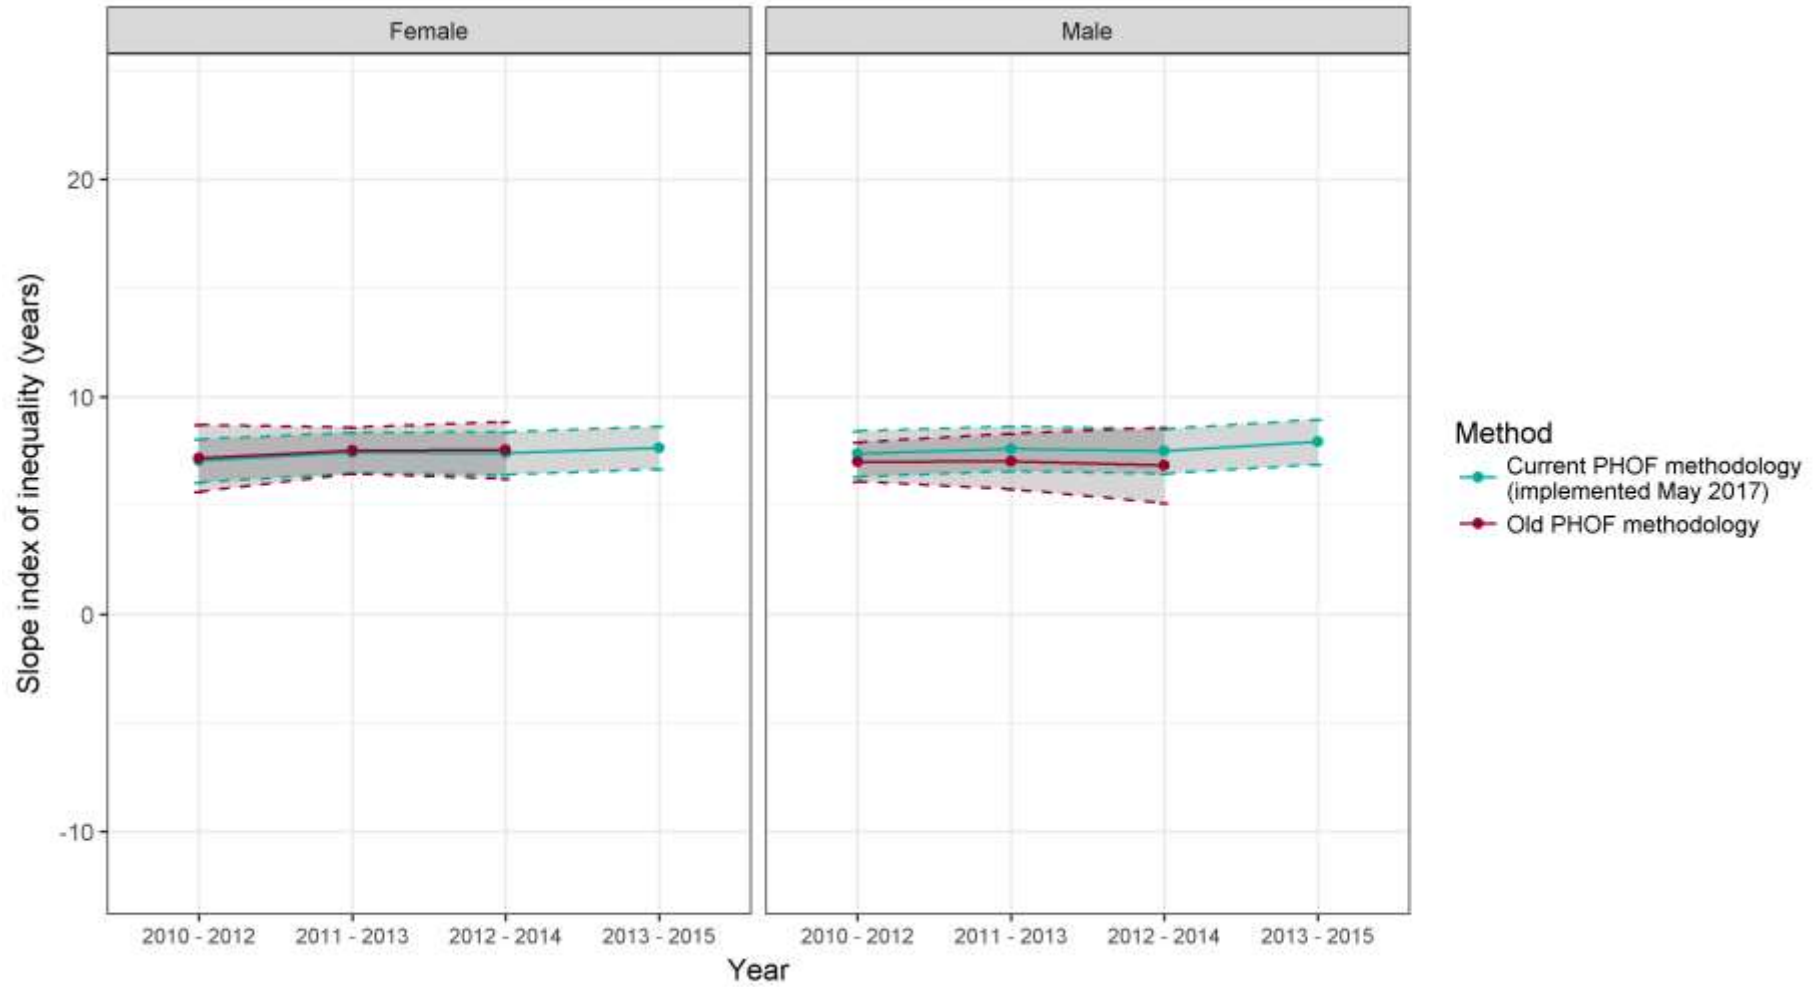 Female
Male
20
10
0
-10
Slope index of inequality (years)
2010 - 2012
2011 - 2013
2012 - 2014
2013 - 2015
2010 - 2012
2011 - 2013
2012 - 2014
2013 - 2015
Year
Method
Current PHOF methodology
(implemented May 2017)
Old PHOF methodology